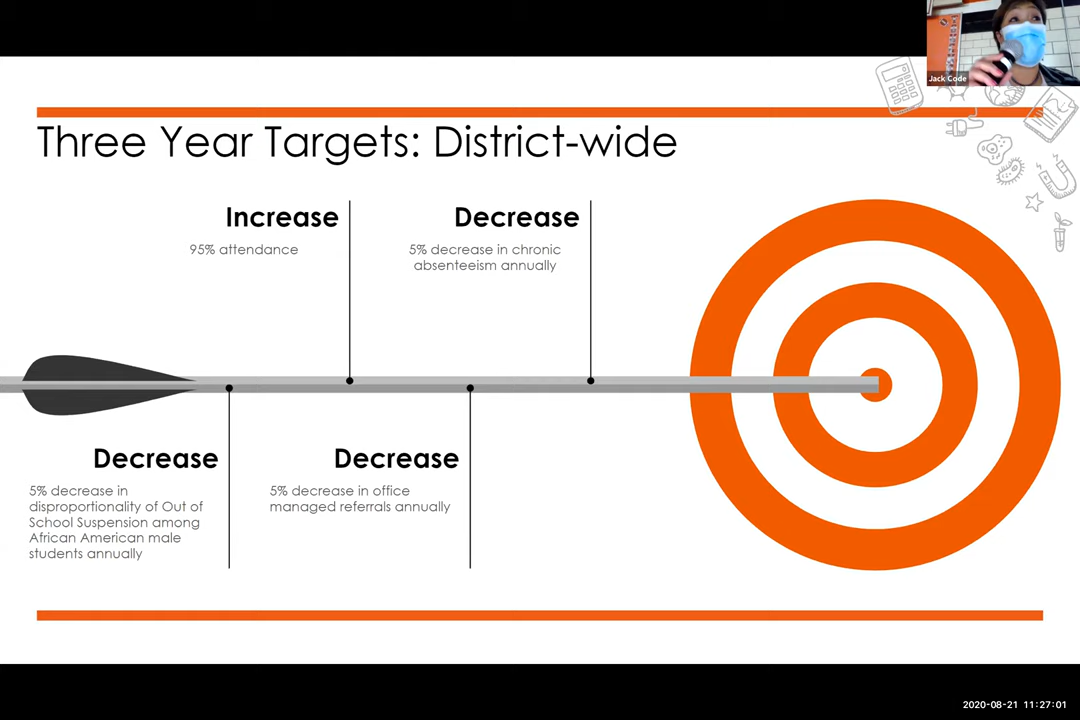 Jack Code
Three Year Targets: District-wide
Increase
95% attendance
Decrease
5% decrease in chronic
absenteeism annually
Decrease
5% decrease in
disproportionality of Out of
School Suspension among
African American male
students annually
Decrease
5% decrease in office
managed referrals annually
2020-08-21 11:27:01